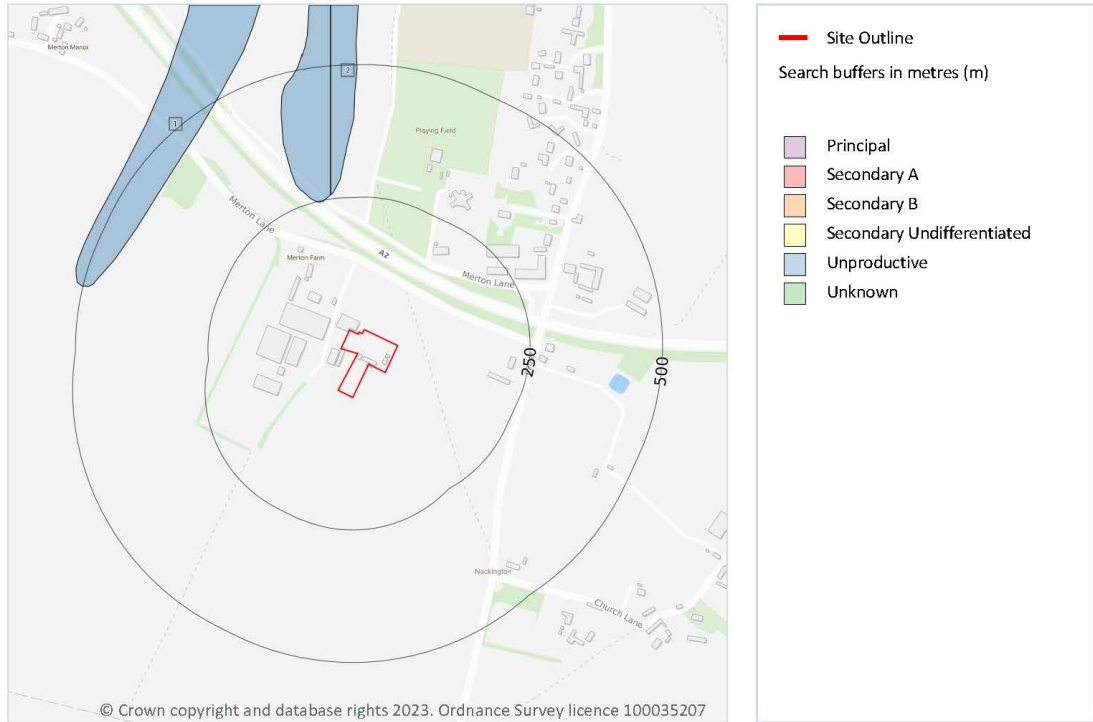 Merton Manor
1
2
Playing Field
Merton Lane
A2
Merton Farm
Merton Lane
250
500
Nackington
Church Lane
© Crown copyright and database rights 2023. Ordnance Survey licence 100035207
Site Outline
Search buffers in metres (m)
Principal
Secondary A
Secondary B
Secondary Undifferentiated
Unproductive
Unknown